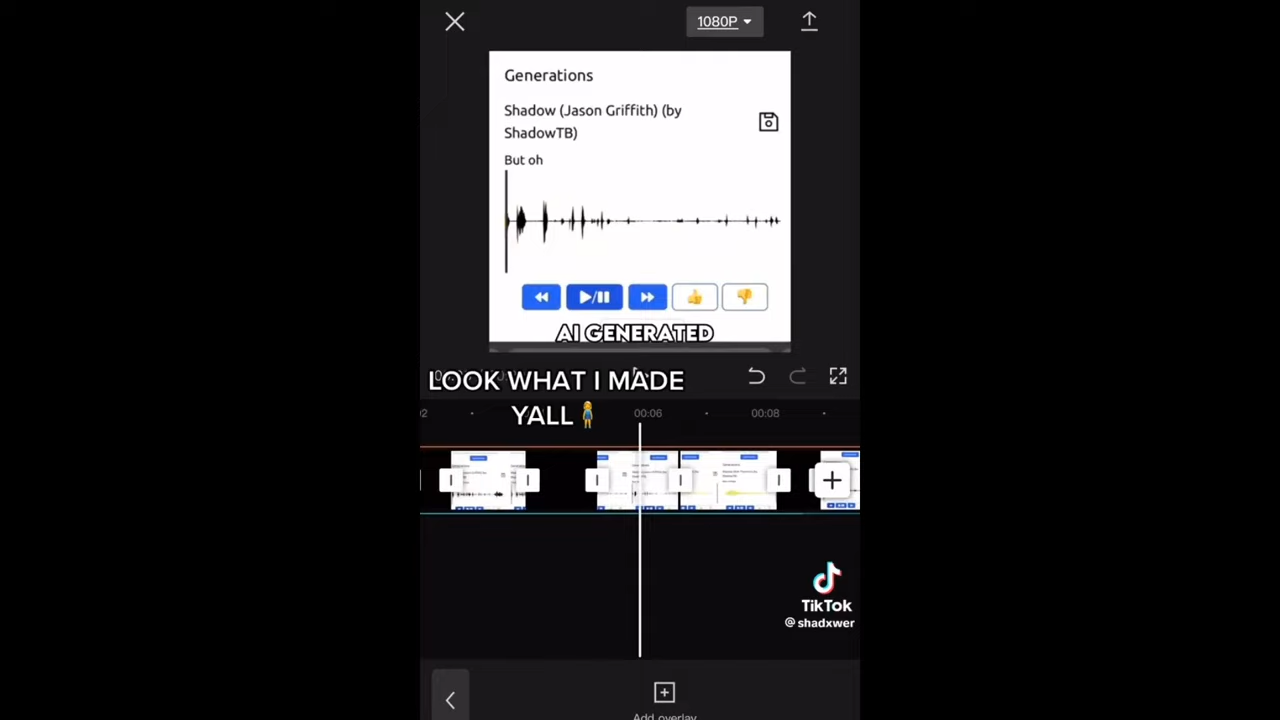 1080P
Generations
Shadow (Jason Griffith) (by
ShadowTB)
But oh
AI GENERATED
LOOK WHAT I MADE
YALL
00:06
00:08
TikTok
@shadxwer
Add overlay